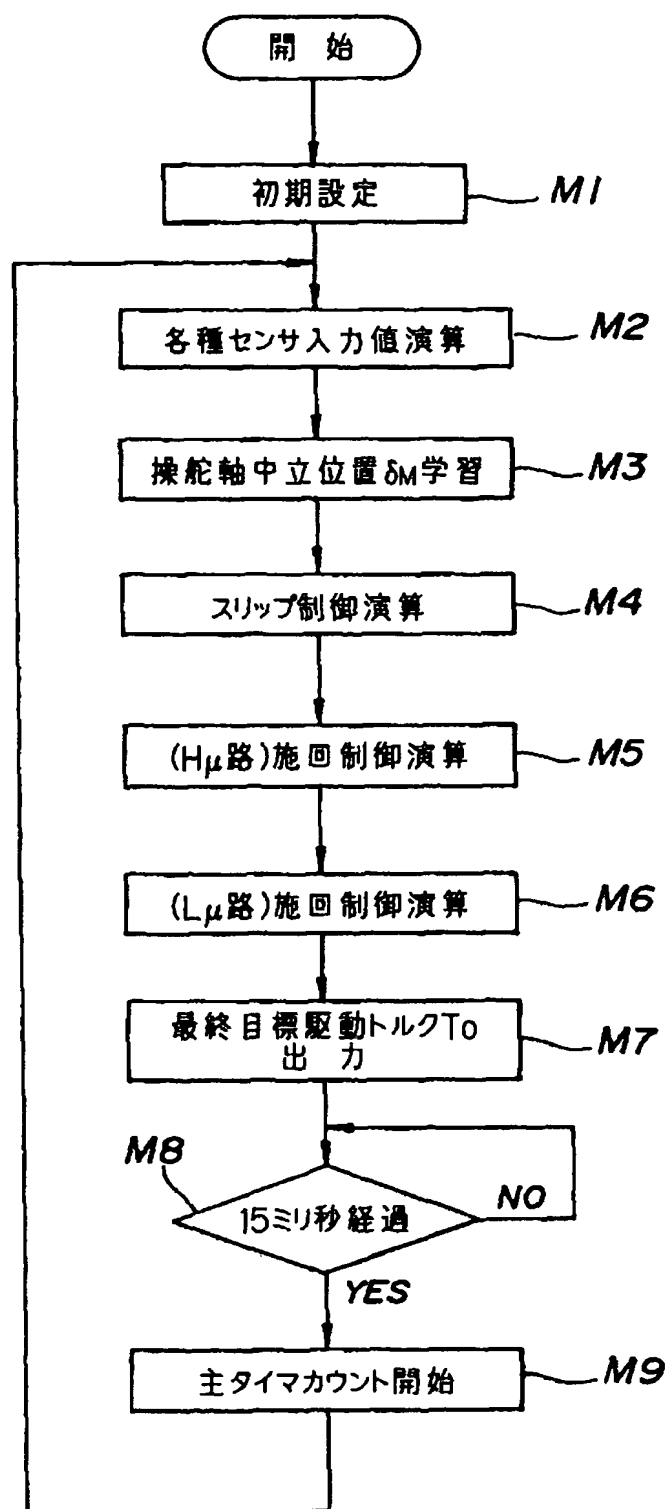 開始
初期設定 M1
各種センサ入力値演算 M2
操舵軸中立位置δM学習 M3
スリップ制御演算 M4
(Hμ路)施回制御演算 M5
(Lμ路)施回制御演算 M6
最終目標駆動トルクTo
出力 M7
M8
15ミリ秒経過 NO
YES
主タイマカウント開始 M9